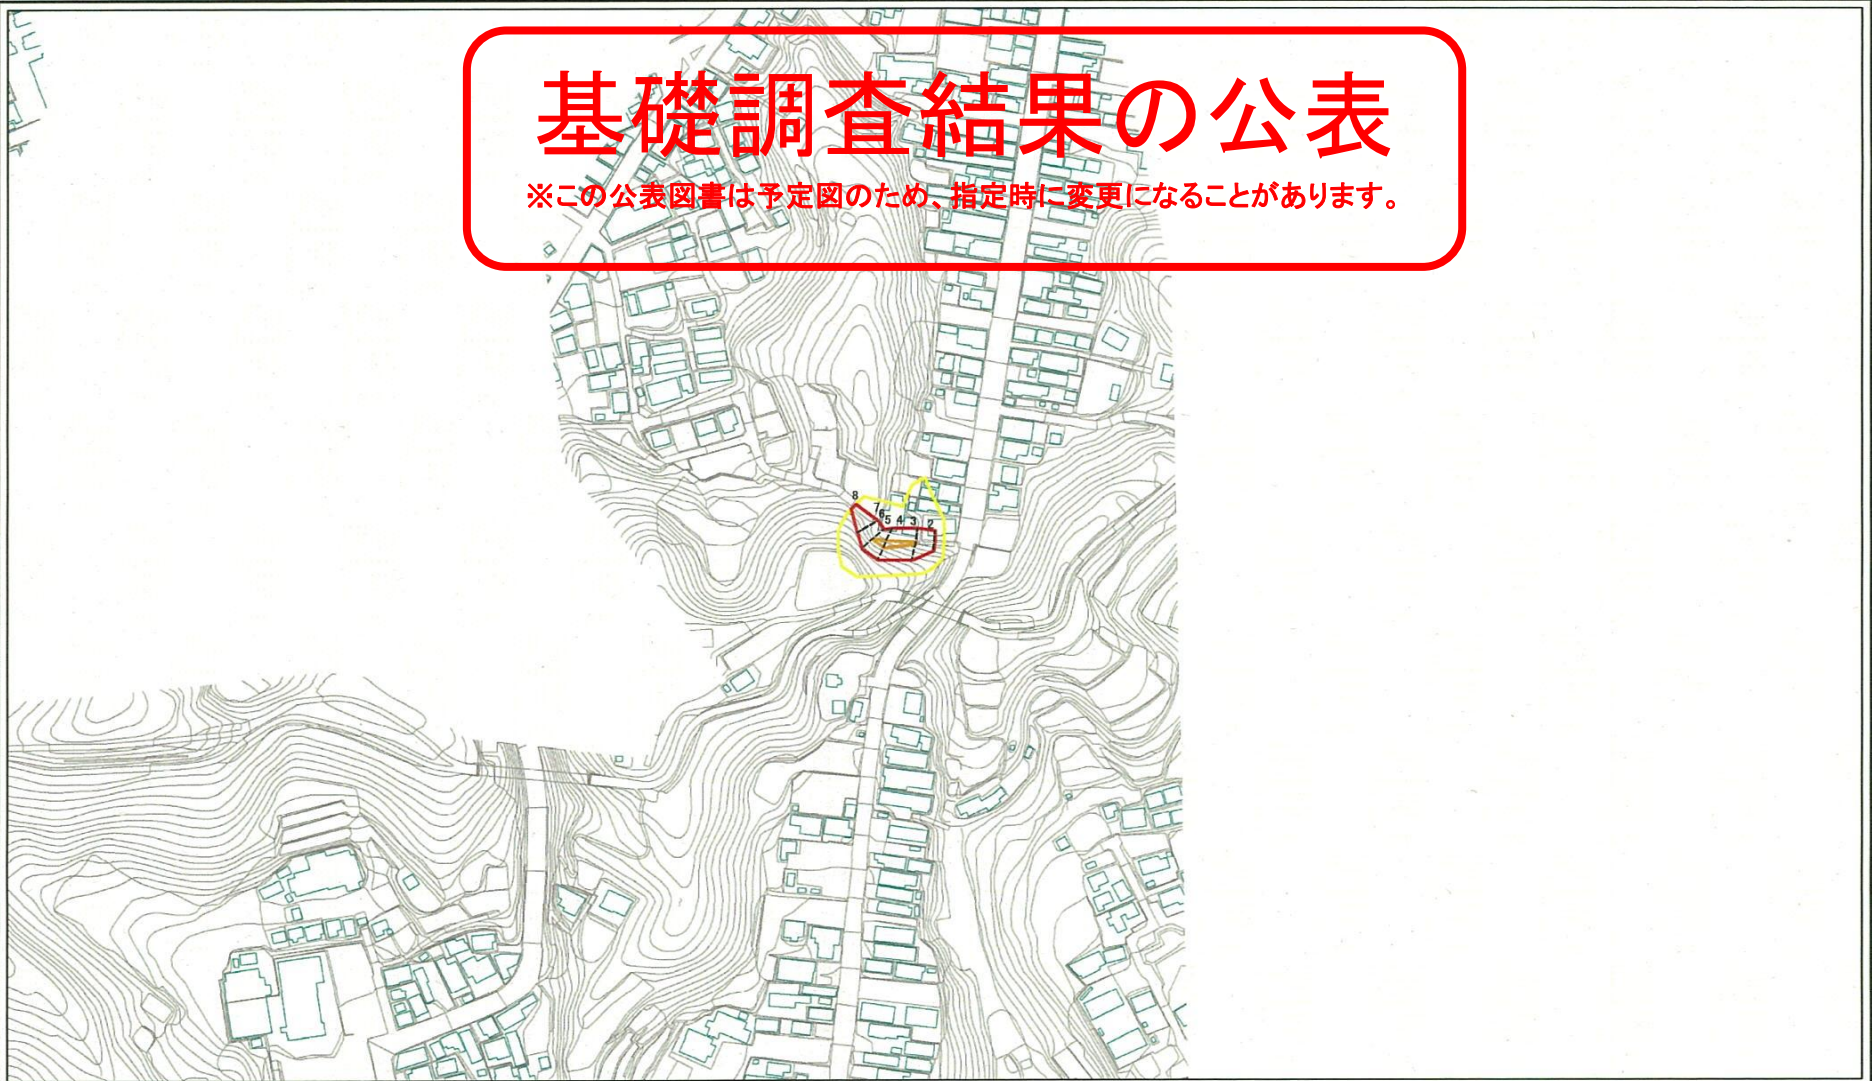 基礎調査結果の公表
※この公表図書は予定図のため、指定時に変更になることがあります。
8
7
6
5 4 3 2